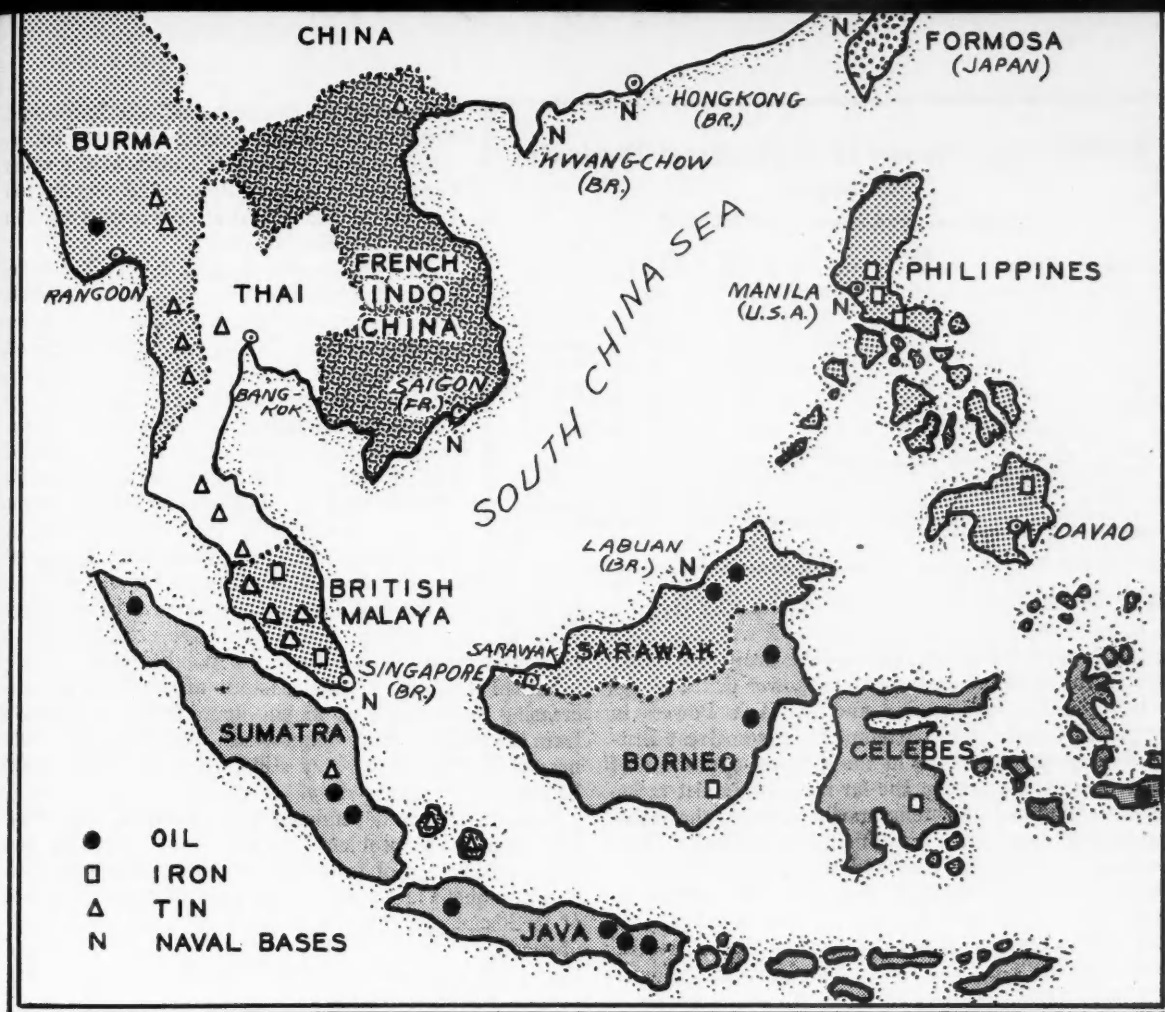 CHINA
FORMOSA
(JAPAN)
N
HONGKONG
(BR.)
N
N
KWANG-CHOW
(BR.)
BURMA
RANGOON
THAI
FRENCH
INDO
CHINA
BANG-
KOK
SAIGON
(FR.)
N
SOUTH CHINA SEA
PHILIPPINES
MANILA
(U.S.A.)
N
DAVAO
LABUAN
(BR.)
N
BRITISH
MALAYA
SINGAPORE
(BR.)
N
SARAWAK
SARAWAK
SUMATRA
BORNEO
CELEBES
JAVA
OIL
IRON
TIN
N NAVAL BASES